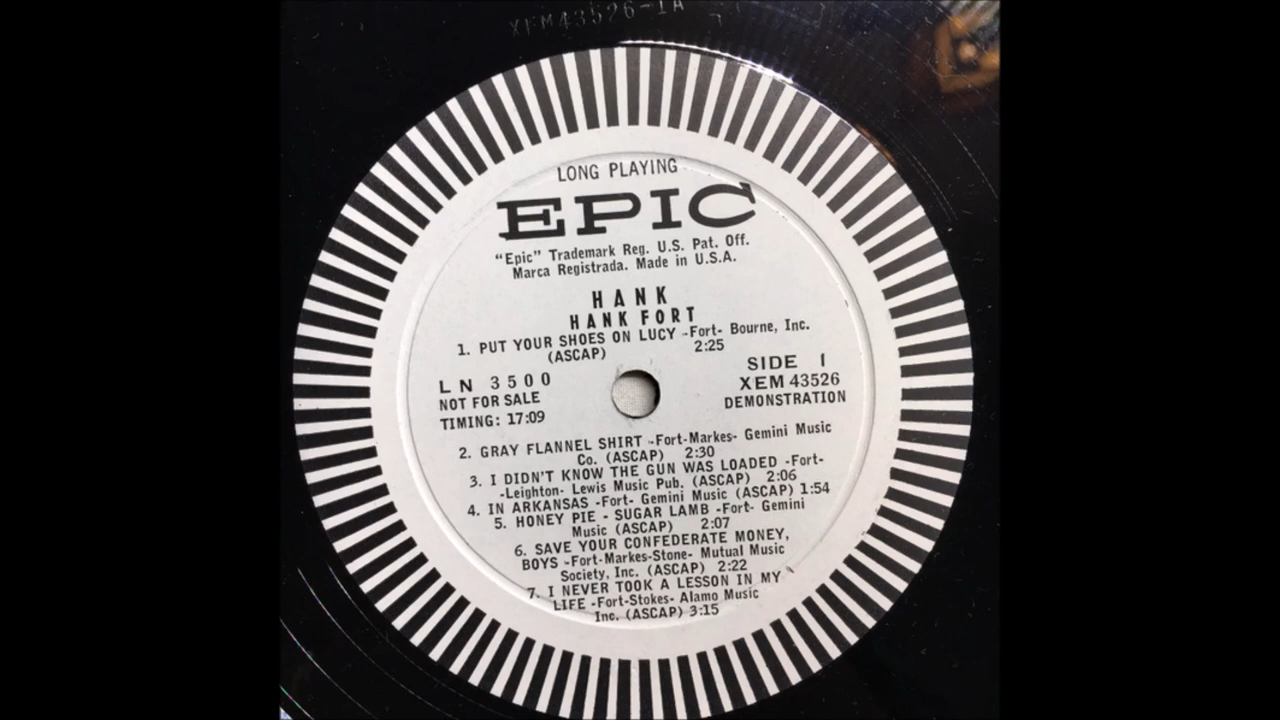 XEM43526-1A
LONG PLAYING
EPIC
"Epic" Trademark Reg. U.S. Pat. Off.
Marca Registrada. Made in U.S.A.
HANK
HANK FORT
1. PUT YOUR SHOES ON LUCY -Fort- Bourne, Inc.
(ASCAP) 2:25
LN 3500
NOT FOR SALE
TIMING: 17:09
SIDE 1
XEM 43526
DEMONSTRATION
2. GRAY FLANNEL SHIRT -Fort-Markes- Gemini Music
Co. (ASCAP) 2:30
3. I DIDN'T KNOW THE GUN WAS LOADED -Fort-
-Leighton- Lewis Music Pub. (ASCAP) 2:06
4. IN ARKANSAS -Fort- Gemini Music (ASCAP) 1:54
5. HONEY PIE - SUGAR LAMB -Fort- Gemini
Music (ASCAP) 2:07
6. SAVE YOUR CONFEDERATE MONEY,
BOYS -Fort-Markes-Stone- Mutual Music
Society, Inc. (ASCAP) 2:22
7. I NEVER TOOK A LESSON IN MY
LIFE -Fort-Stokes- Alamo Music
Inc. (ASCAP) 3:15